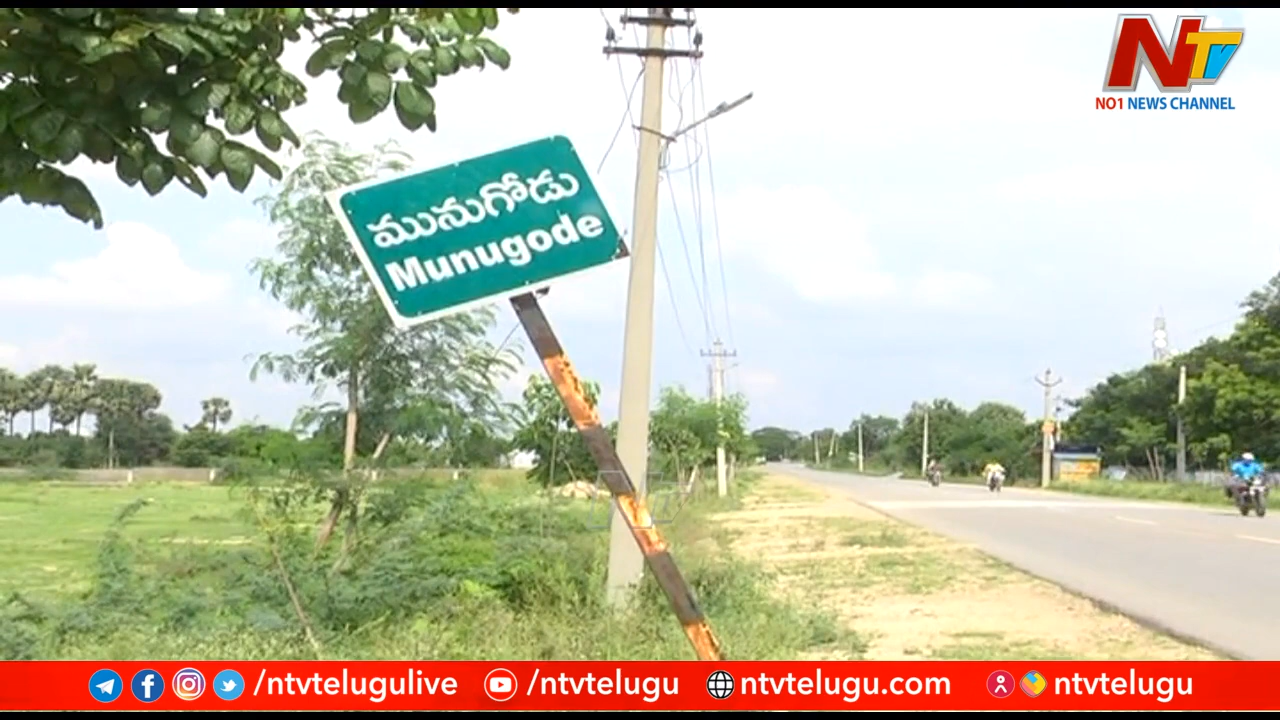 NTV
NO1 NEWS CHANNEL
మునుగోడు
Munugode
/ntvtelugulive
/ntvtelugu
ntvtelugu.com
ntvtelugu